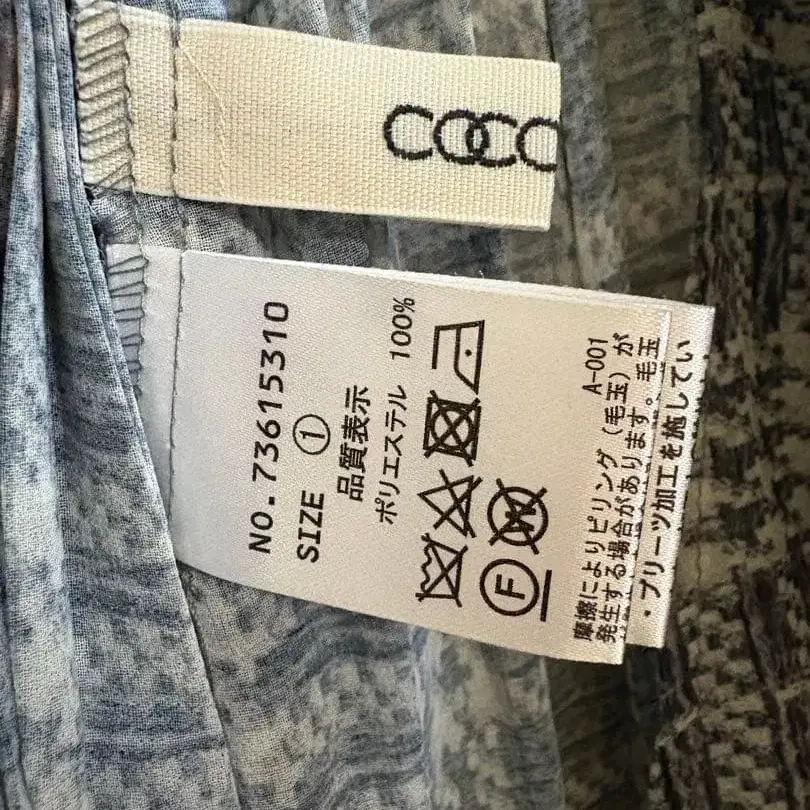 COCO
NO.73615310
SIZE ①
品質表示
ポリエステル 100%
F
W
A-001
摩擦によりピリング（毛玉）が
発生する場合があります。毛玉
・プリーツ加工を施してい